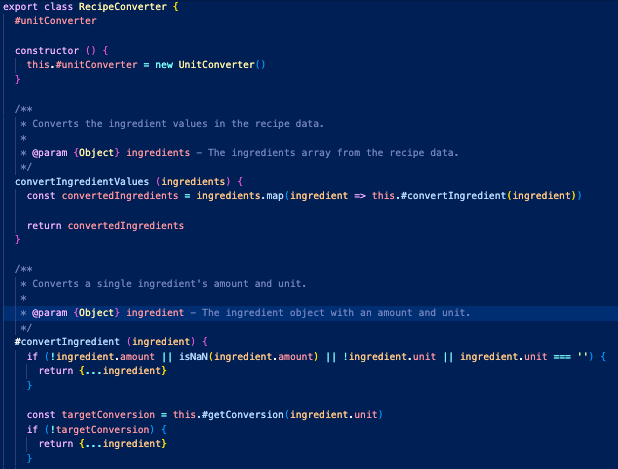 export class RecipeConverter {
#unitConverter
constructor () {
this.#unitConverter = new UnitConverter()
}
/**
* Converts the ingredient values in the recipe data.
*
* @param {Object} ingredients - The ingredients array from the recipe data.
*/
convertIngredientValues (ingredients) {
const convertedIngredients = ingredients.map(ingredient => this.#convertIngredient(ingredient))
return convertedIngredients
}
/**
* Converts a single ingredient's amount and unit.
*
* @param {Object} ingredient - The ingredient object with an amount and unit.
*/
#convertIngredient (ingredient) {
if (!ingredient.amount || isNaN(ingredient.amount) || !ingredient.unit || ingredient.unit === '') {
return {...ingredient}
}
const targetConversion = this.#getConversion(ingredient.unit)
if (!targetConversion) {
return {...ingredient}
}